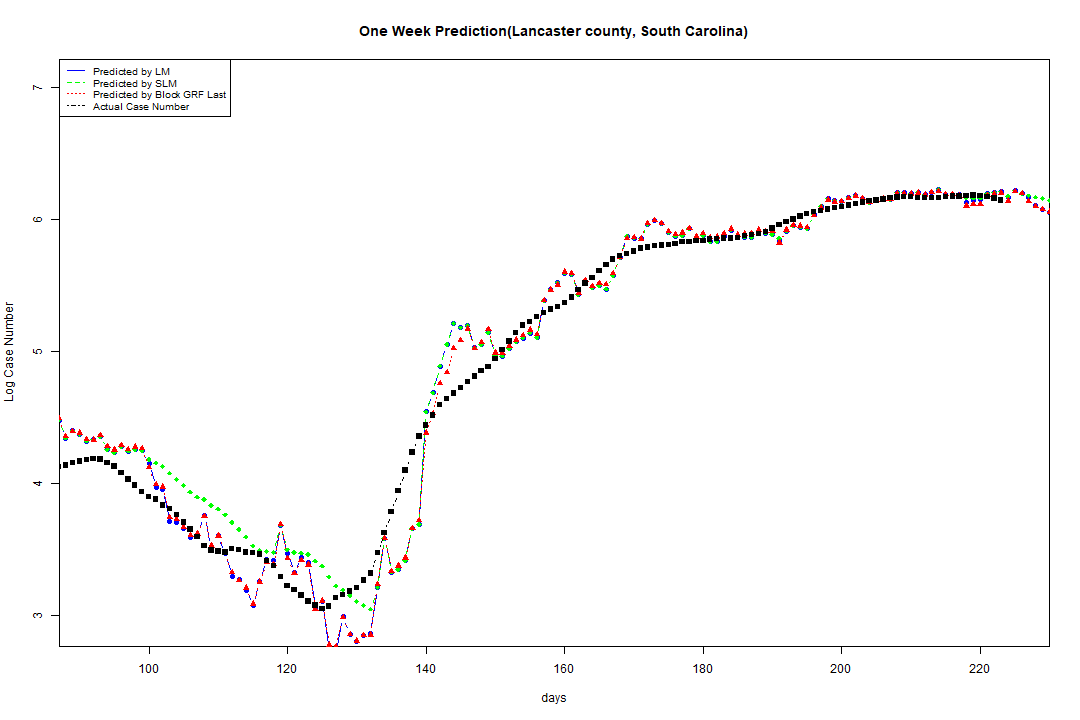 One Week Prediction(Lancaster county, South Carolina)
Predicted by LM
Predicted by SLM
Predicted by Block GRF Last
Actual Case Number
7
6
5
4
3
Log Case Number
100 120 140 160 180 200 220
days